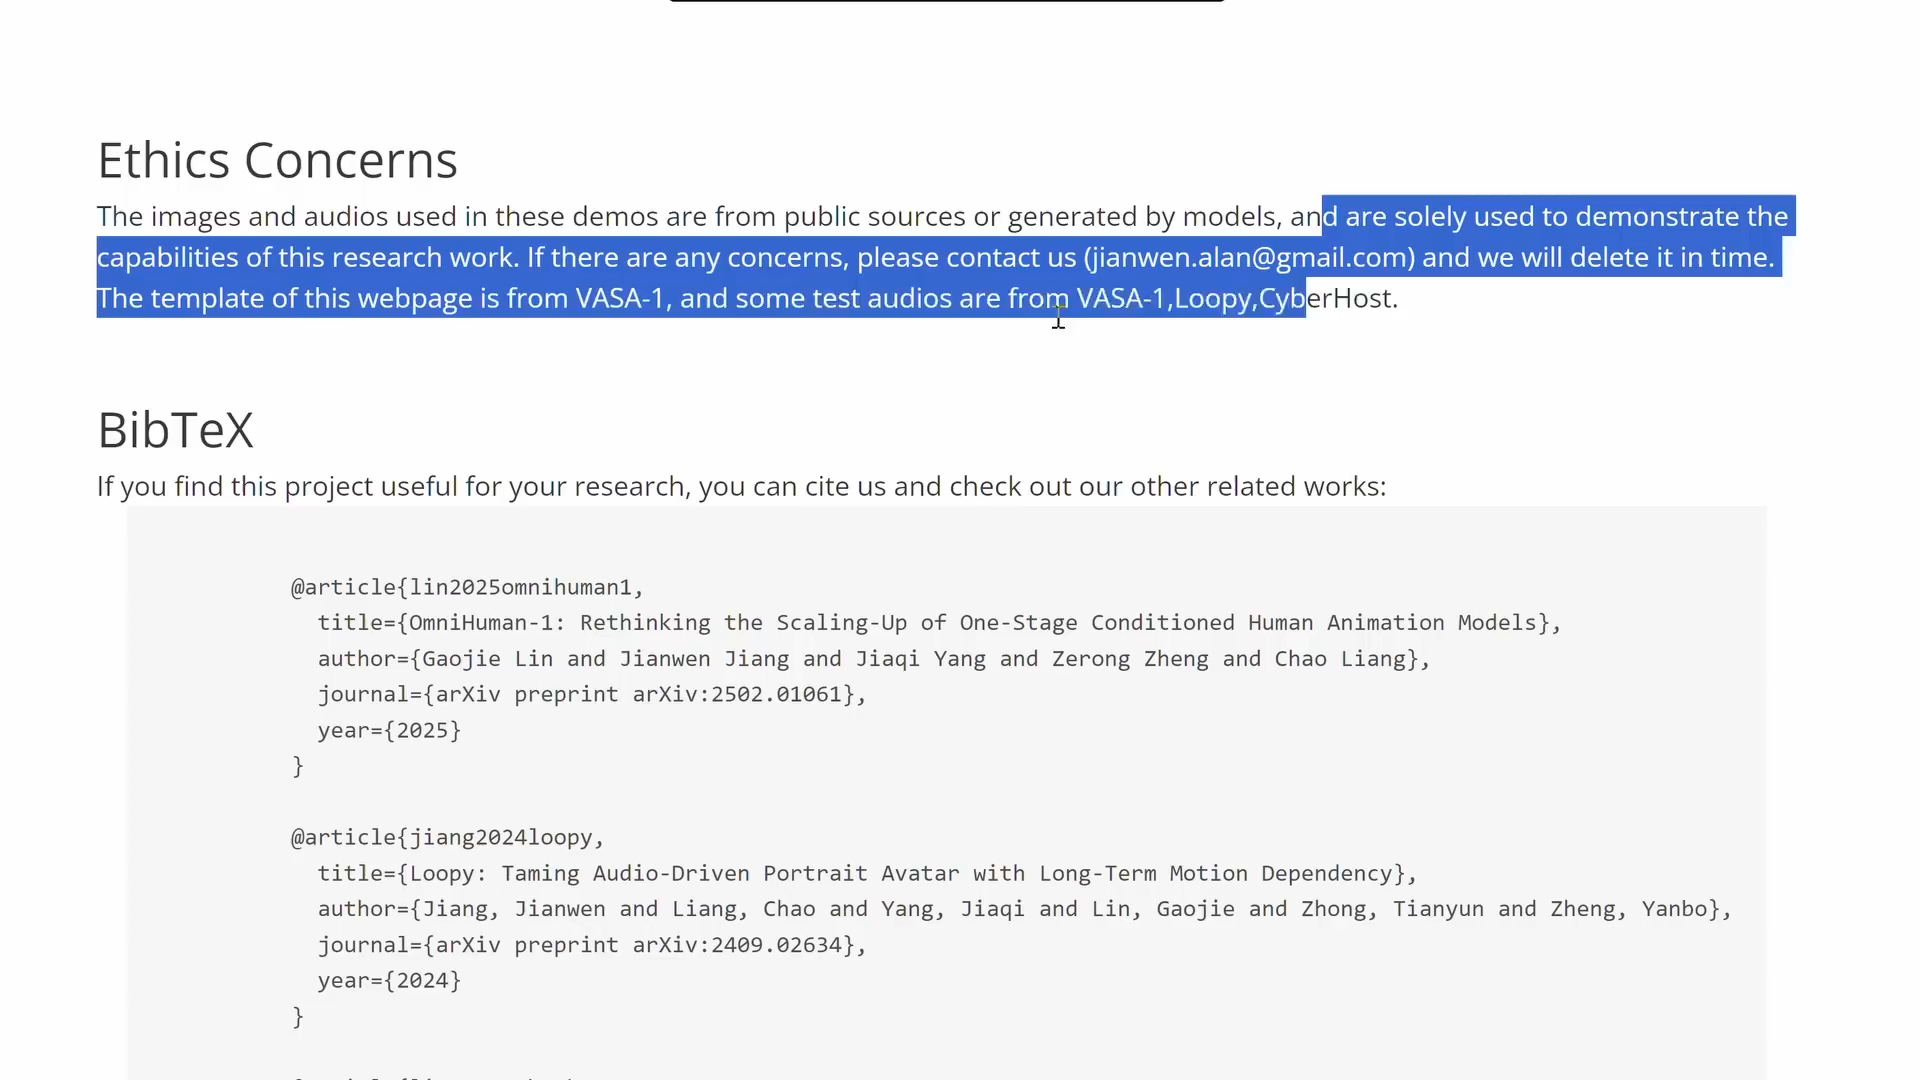 Ethics Concerns
The images and audios used in these demos are from public sources or generated by models, and are solely used to demonstrate the
capabilities of this research work. If there are any concerns, please contact us (jianwen.alan@gmail.com) and we will delete it in time.
The template of this webpage is from VASA-1, and some test audios are from VASA-1,Loopy,CyberHost.
BibTeX
If you find this project useful for your research, you can cite us and check out our other related works:
@article{lin2025omnihuman1,
title={OmniHuman-1: Rethinking the Scaling-Up of One-Stage Conditioned Human Animation Models},
author={Gaojie Lin and Jianwen Jiang and Jiaqi Yang and Zerong Zheng and Chao Liang},
journal={arXiv preprint arXiv:2502.01061},
year={2025}
}
@article{jiang2024loopy,
title={Loopy: Taming Audio-Driven Portrait Avatar with Long-Term Motion Dependency},
author={Jiang, Jianwen and Liang, Chao and Yang, Jiaqi and Lin, Gaojie and Zhong, Tianyun and Zheng, Yanbo},
journal={arXiv preprint arXiv:2409.02634},
year={2024}
}